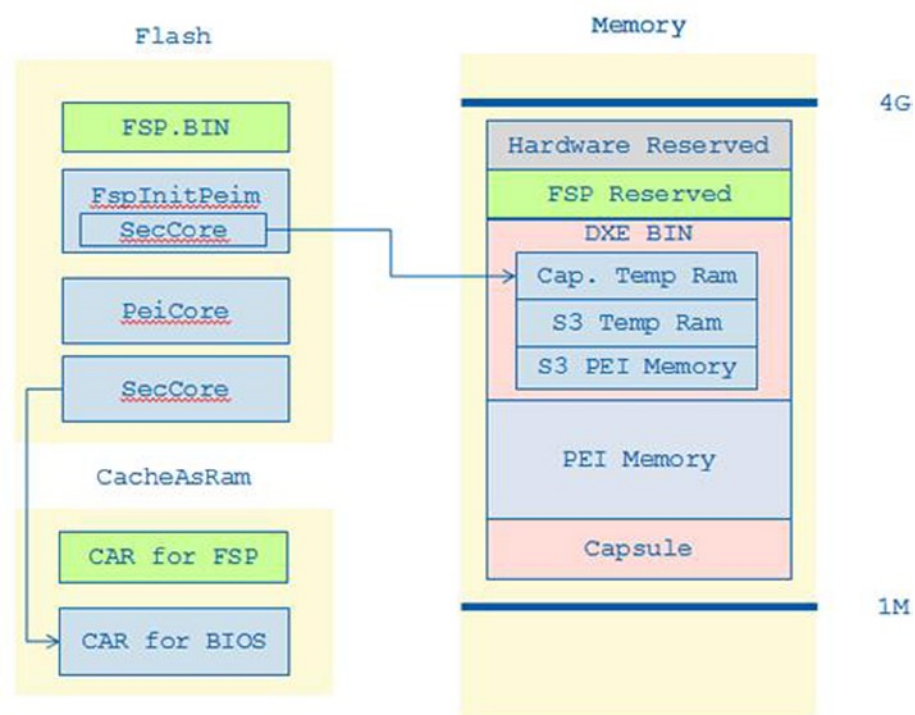 Flash
FSP.BIN
FspInitPeim
SecCore
PeiCore
SecCore
CacheAsRam
CAR for FSP
CAR for BIOS
Memory
4G
Hardware Reserved
FSP Reserved
DXE BIN
Cap. Temp Ram
S3 Temp Ram
S3 PEI Memory
PEI Memory
Capsule
1M